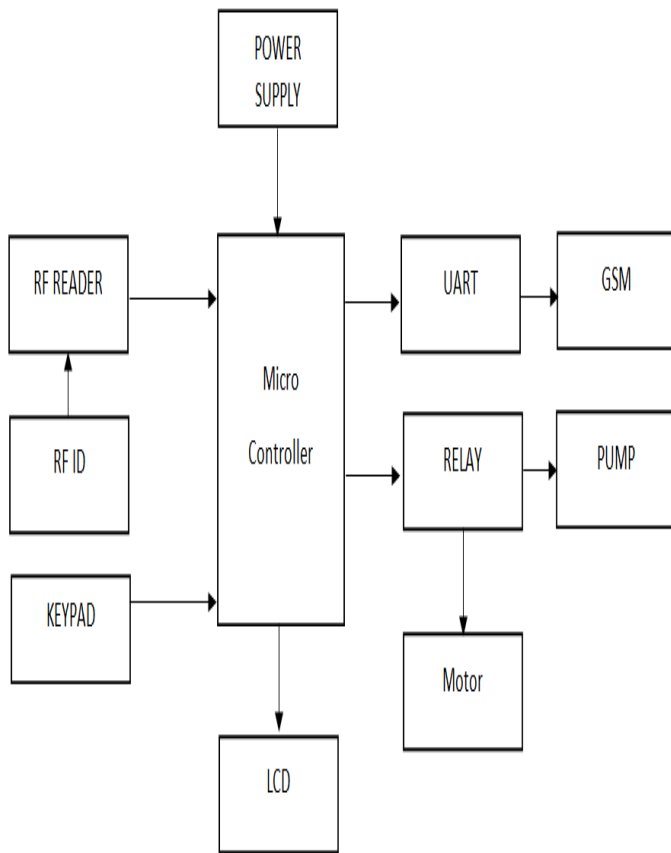 POWER
SUPPLY
RF READER
Micro
Controller
UART
GSM
RF ID
RELAY
PUMP
KEYPAD
Motor
LCD